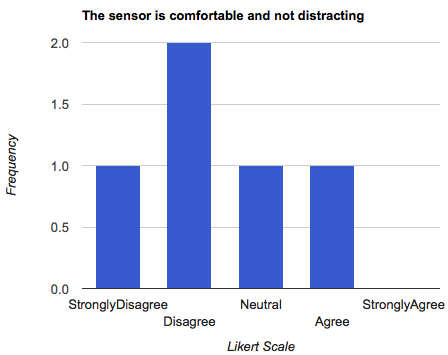 The sensor is comfortable and not distracting
2.0
1.5
1.0
0.5
0.0
Frequency
StronglyDisagree
Disagree
Neutral
Agree
StronglyAgree
Likert Scale